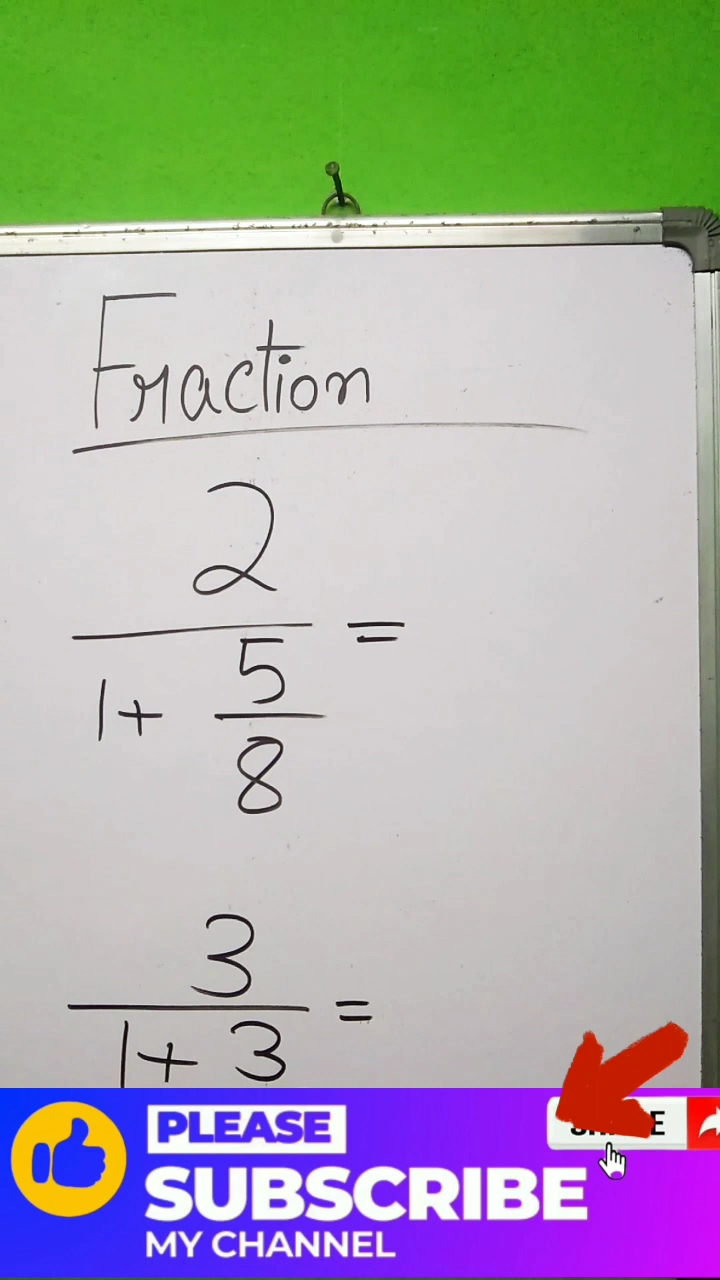 Fraction
2
=
1 + 5
8
3
=
1 + 3
PLEASE
SUBSCRIBE
MY CHANNEL